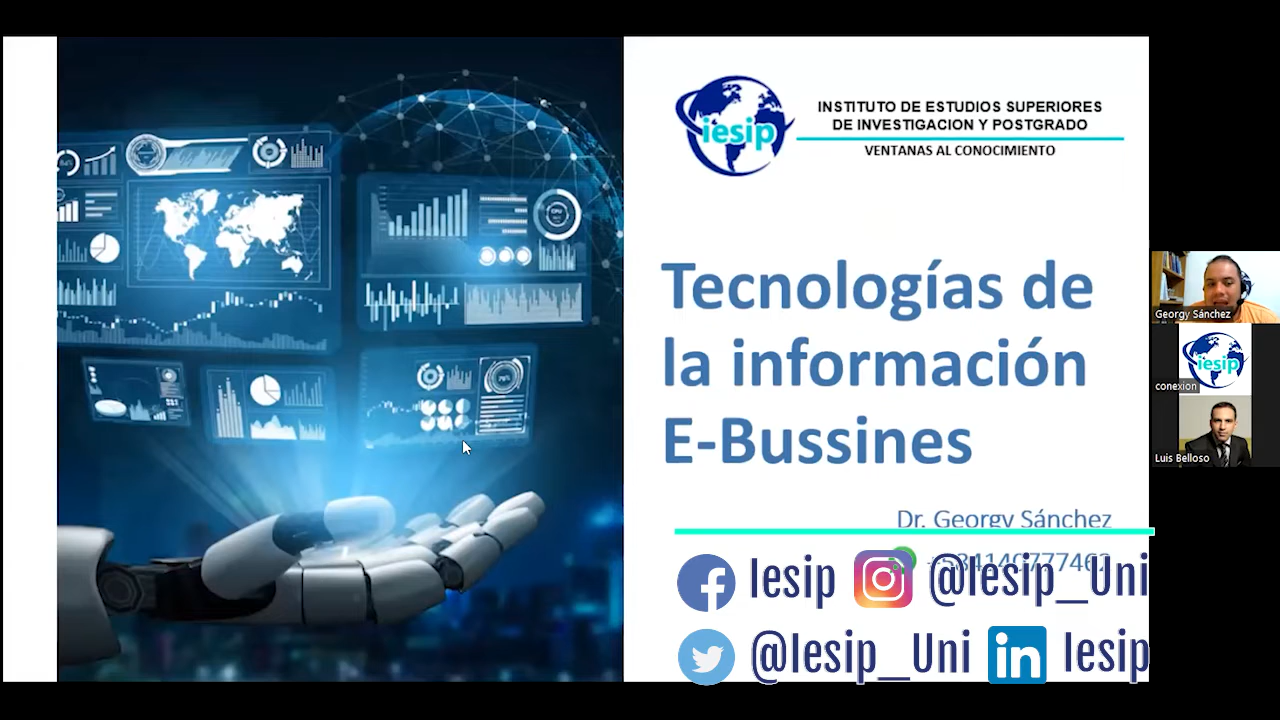 iesip
INSTITUTO DE ESTUDIOS SUPERIORES
DE INVESTIGACION Y POSTGRADO
VENTANAS AL CONOCIMIENTO
Tecnologías de
la información
E-Bussines
Dr. Georgy Sánchez
Iesip @Iesip_Uni
@Iesip_Uni Iesip
Georgy Sánchez
iesip
conexion
Luis Belloso